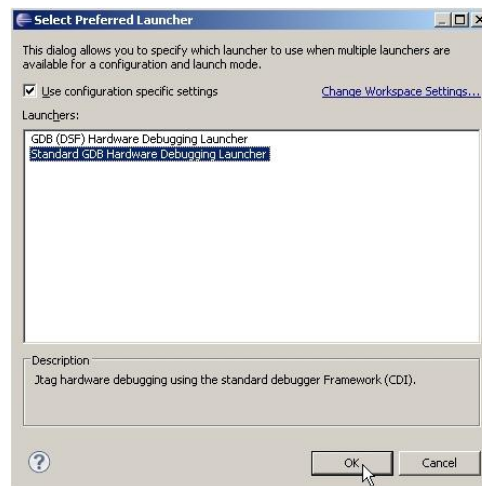 Select Preferred Launcher
This dialog allows you to specify which launcher to use when multiple launchers are
available for a configuration and launch mode.
Use configuration specific settings
Change Workspace Settings...
Launchers:
GDB (DSF) Hardware Debugging Launcher
Standard GDB Hardware Debugging Launcher
Description
Jtag hardware debugging using the standard debugger Framework (CDI).
?
OK
Cancel